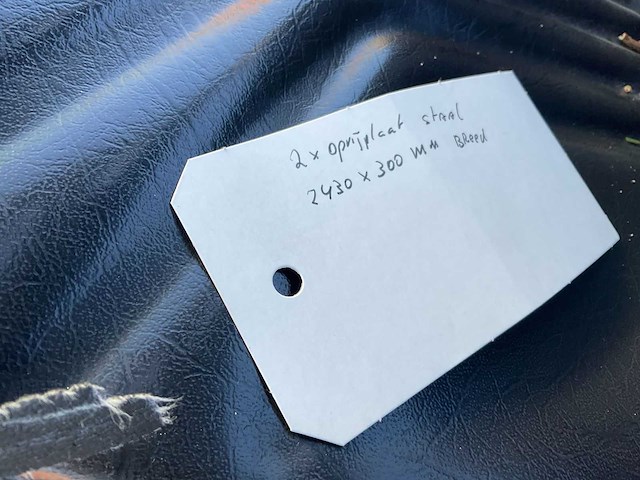 2x oprijplaat staal
2430 x 300 mm Breed